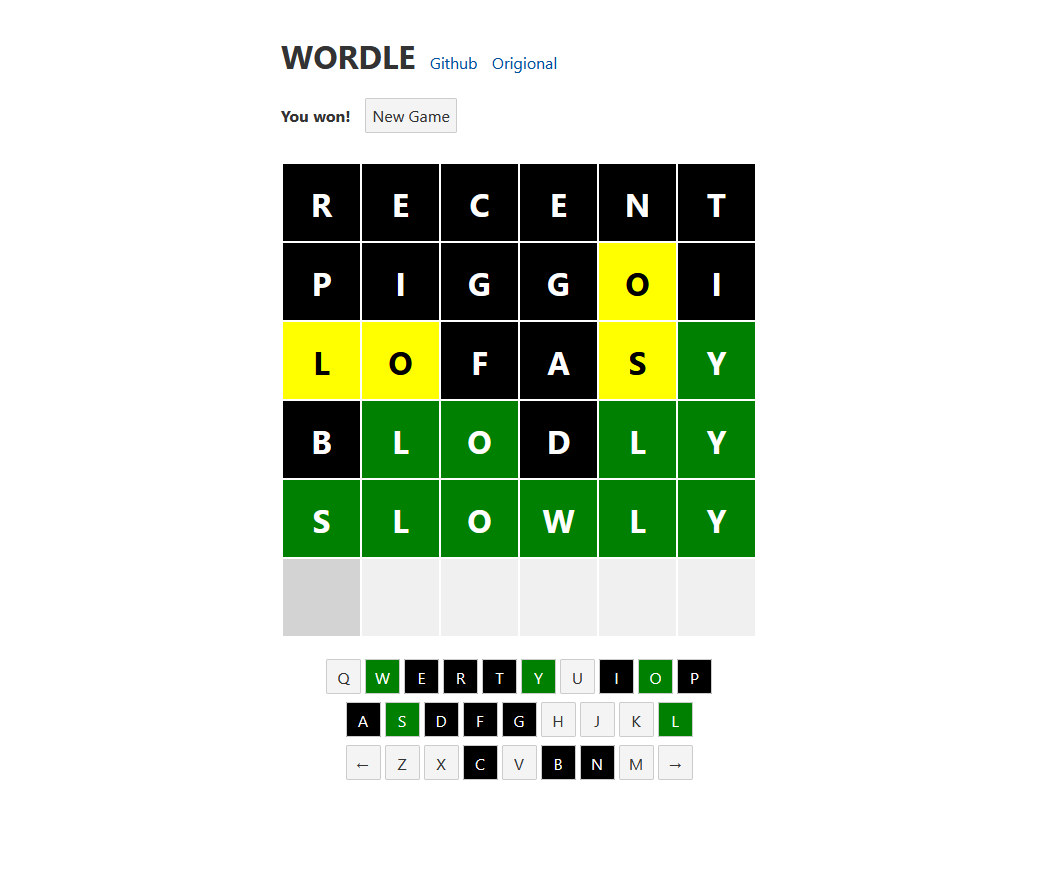 WORDLE Github Origional
You won! New Game
R E C E N T
P I G G O I
L O F A S Y
B L O D L Y
S L O W L Y
Q W E R T Y U I O P
A S D F G H J K L
← Z X C V B N M →